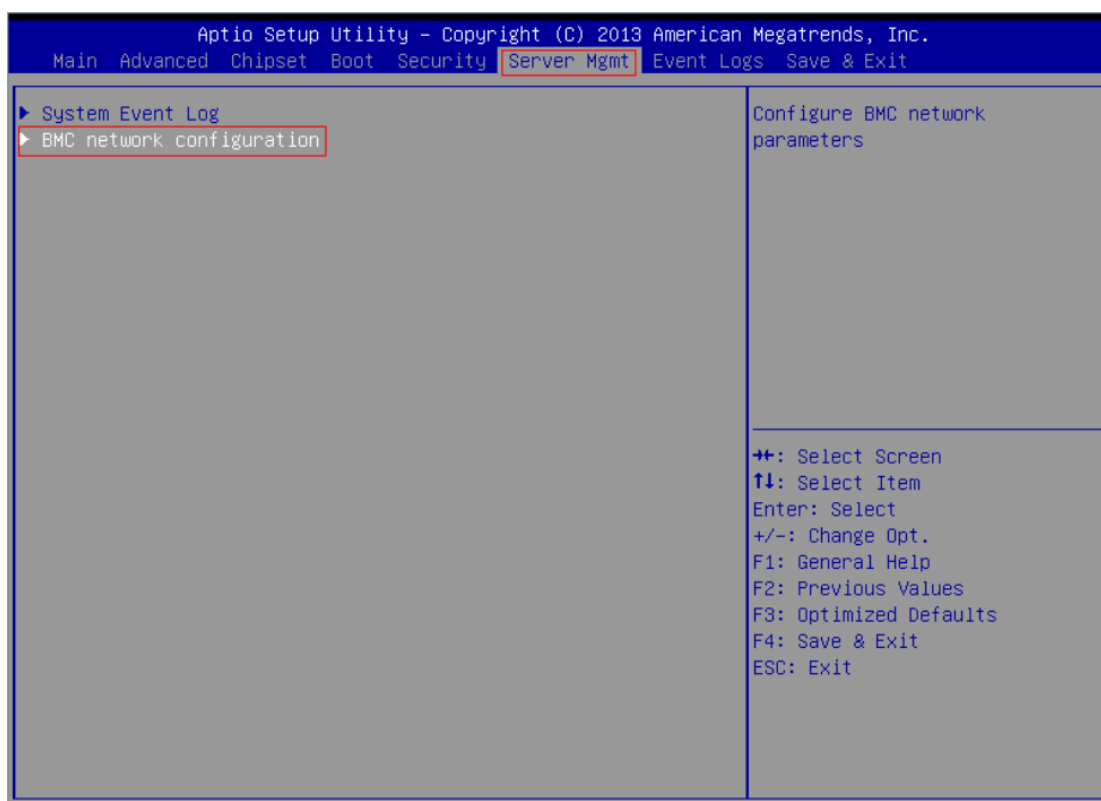 Aptio Setup Utility – Copyright (C) 2013 American Megatrends, Inc.
Main Advanced Chipset Boot Security Server Mgmt Event Logs Save & Exit
▶ System Event Log
▶ BMC network configuration
Configure BMC network
parameters
→←: Select Screen
↑↓: Select Item
Enter: Select
+/-: Change Opt.
F1: General Help
F2: Previous Values
F3: Optimized Defaults
F4: Save & Exit
ESC: Exit